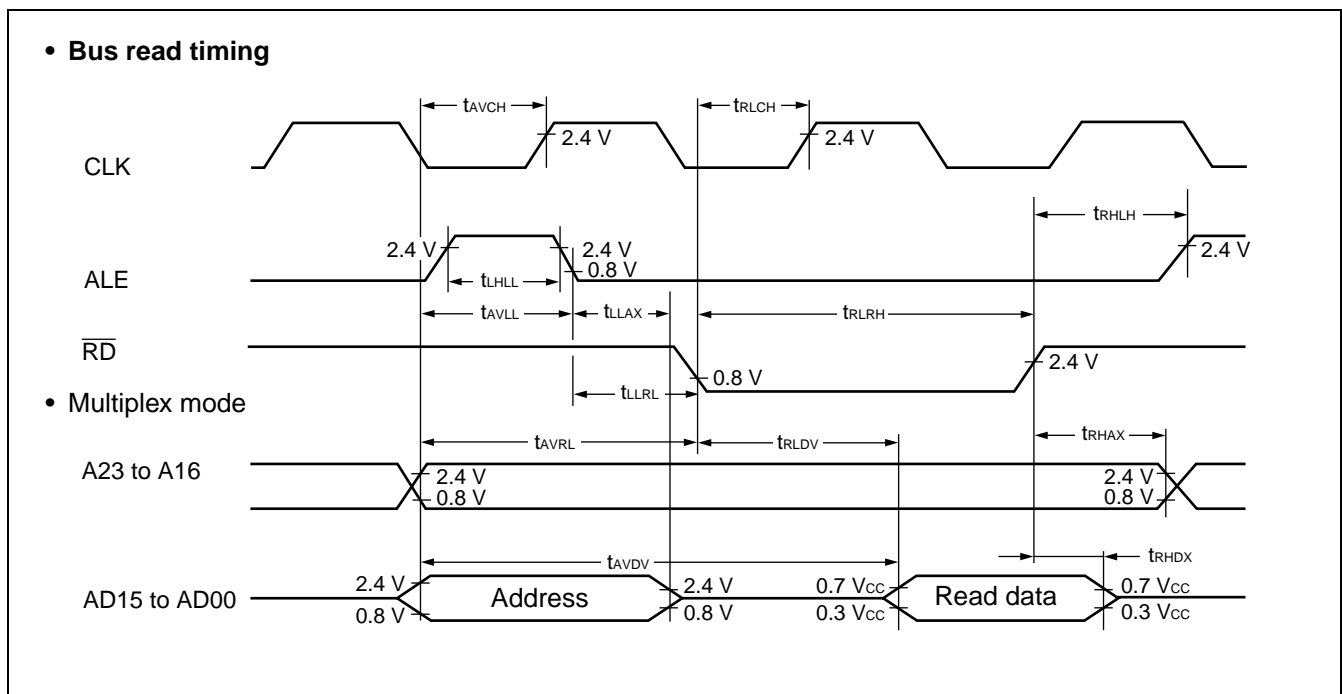 • Bus read timing
tAVCH
tRLCH
2.4 V
2.4 V
CLK
tRHLH
2.4 V
2.4 V
2.4 V
0.8 V
ALE
tLHLL
tAVLL
tLLAX
tRLRH
RD
2.4 V
0.8 V
tLLRL
• Multiplex mode
tAVRL
tRLDV
tRHAX
A23 to A16
2.4 V
2.4 V
0.8 V
0.8 V
tAVDV
tRHDX
2.4 V
2.4 V
0.7 VCC
0.7 VCC
AD15 to AD00
Address
Read data
0.8 V
0.8 V
0.3 VCC
0.3 VCC